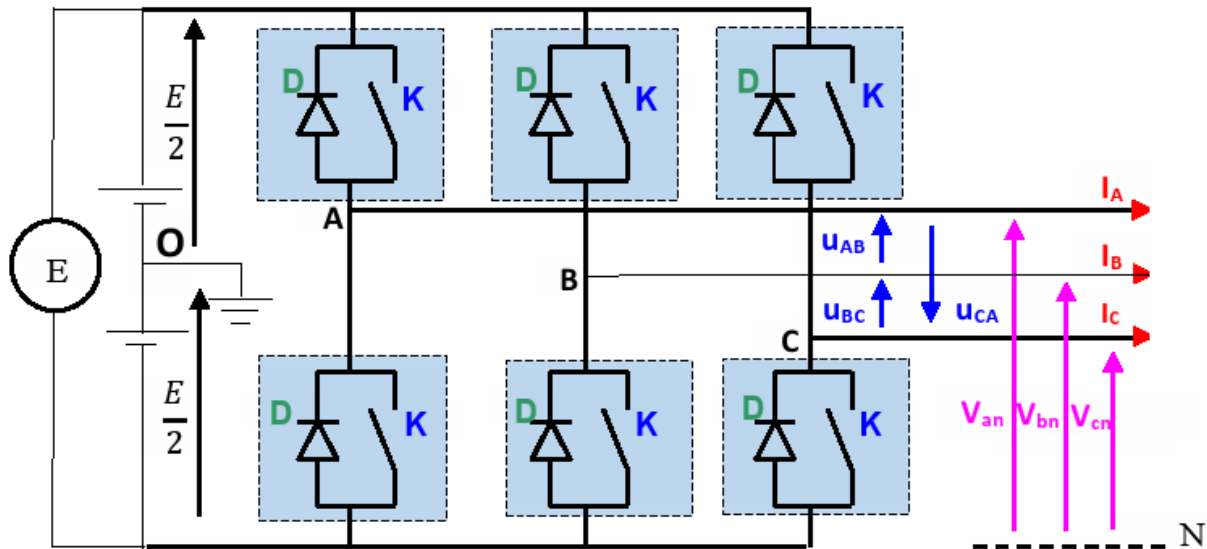 D K D K D K
E/2
A
I_A
O
u_AB
I_B
E
B
u_BC u_CA
I_C
C
E/2
D K D K D K
V_an V_bn V_cn
N